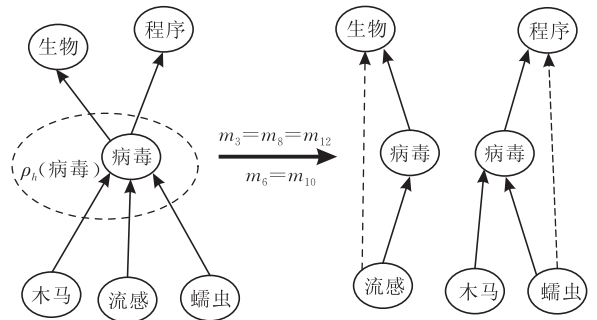 生物
程序
生物
程序
ρₕ(病毒)
病毒
m₃=m₈=m₁₂
m₆=m₁₀
病毒
病毒
木马
流感
蠕虫
流感
木马
蠕虫